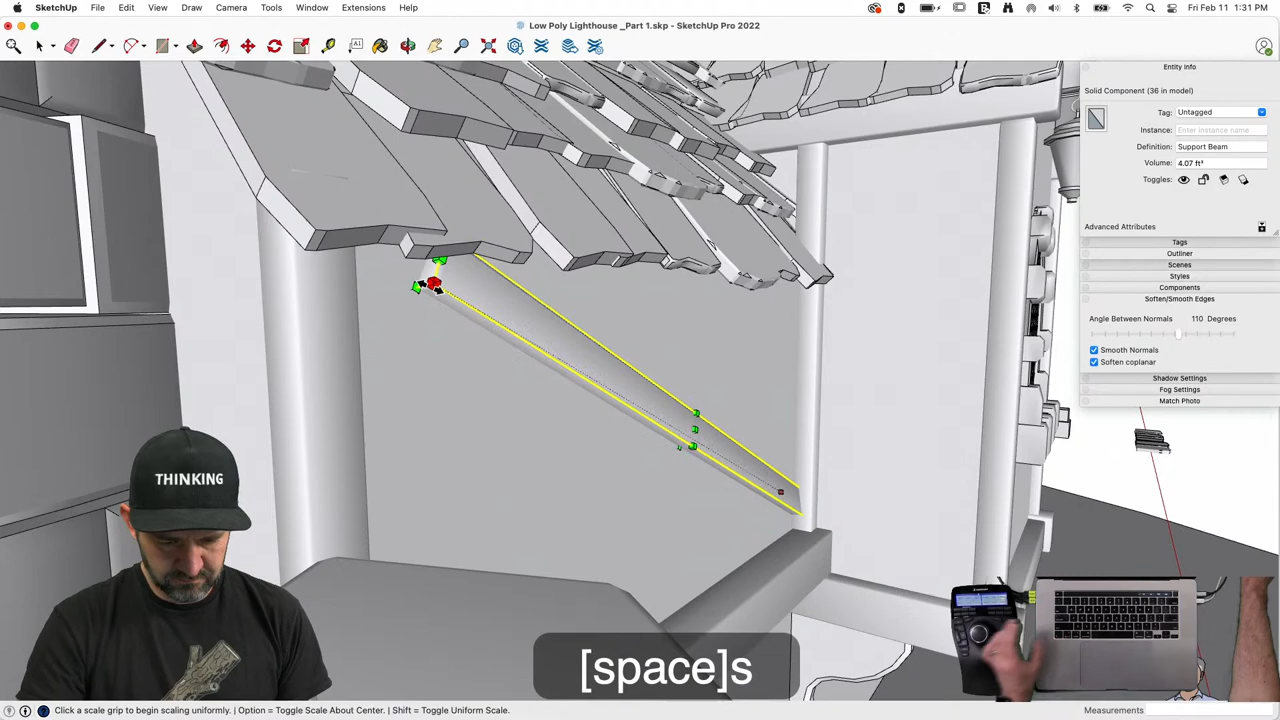 SketchUp File Edit View Draw Camera Tools Window Extensions Help
Fri Feb 11 1:31 PM
Low Poly Lighthouse _Part 1.skp - SketchUp Pro 2022
Entity Info
Solid Component (36 in model)
Tag: Untagged
Instance: Enter instance name
Definition: Support Beam
Volume: 4.07 ft³
Toggles:
Advanced Attributes
Tags
Outliner
Scenes
Styles
Components
Soften/Smooth Edges
Angle Between Normals 110 Degrees
Smooth Normals
Soften coplanar
Shadow Settings
Fog Settings
Match Photo
THINKING
[space]s
Click a scale grip to begin scaling uniformly. | Option = Toggle Scale About Center. | Shift = Toggle Uniform Scale.
Measurements